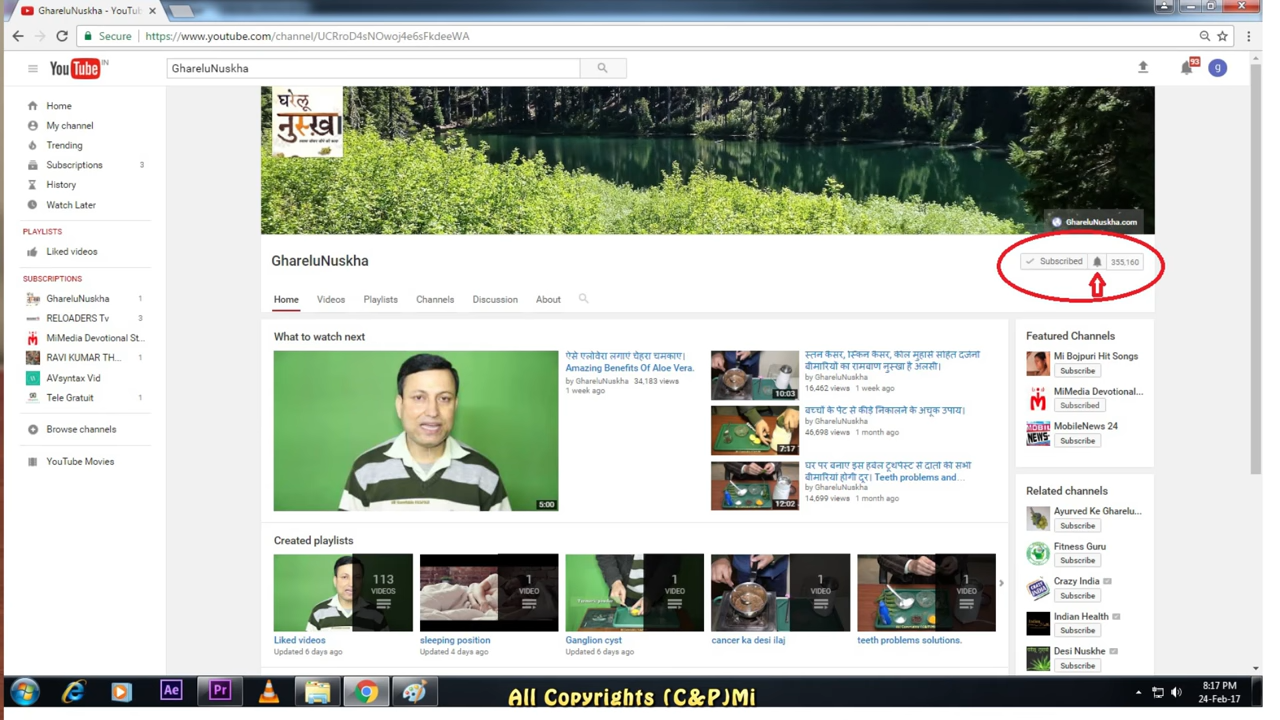 GhareluNuskha - YouTu
Secure https://www.youtube.com/channel/UCRroD4sNOwoj4e6sFkdeeWA
YouTube IN
GhareluNuskha
93
g
Home
My channel
Trending
Subscriptions 3
History
Watch Later
PLAYLISTS
Liked videos
SUBSCRIPTIONS
GhareluNuskha 1
RELOADERS Tv 3
MiMedia Devotional St...
RAVI KUMAR TH... 1
AVsyntax Vid
Tele Gratuit 1
Browse channels
YouTube Movies
घरेलू
नुस्ख़ा
GhareluNuskha.com
GhareluNuskha
Subscribed 355,160
Home Videos Playlists Channels Discussion About
What to watch next
5:00
ऐसे एलोवेरा लगाएं चेहरा चमकाएं।
Amazing Benefits Of Aloe Vera.
by GhareluNuskha 34,183 views
1 week ago
10:03
स्तन कैंसर, स्किन कैंसर, कील मुंहासे सहित दर्जनों
बीमारियों का रामबाण नुस्खा है अलसी।
by GhareluNuskha
16,462 views 1 week ago
7:17
बच्चों के पेट से कीड़े निकालने के अचूक उपाय।
by GhareluNuskha
46,698 views 1 month ago
12:02
घर पर बनाएं इस हर्बल टूथपेस्ट से दांतों की सभी
बीमारियां होंगी दूर। Teeth problems and...
by GhareluNuskha
14,699 views 1 month ago
Created playlists
113
VIDEOS
Liked videos
Updated 6 days ago
1
VIDEO
sleeping position
Updated 4 days ago
1
VIDEO
Ganglion cyst
Updated 6 days ago
1
VIDEO
cancer ka desi ilaj
1
VIDEO
teeth problems solutions.
Featured Channels
Mi Bojpuri Hit Songs
Subscribe
MiMedia Devotional...
Subscribed
MOBILE
NEWS
MobileNews 24
Subscribe
Related channels
Ayurved Ke Gharelu...
Subscribe
Fitness Guru
Subscribe
Crazy India
Subscribe
Indian Health
Subscribe
Desi Nuskhe
Subscribe
Ae
Pr
All Copyrights (C&P)Mi
8:17 PM
24-Feb-17